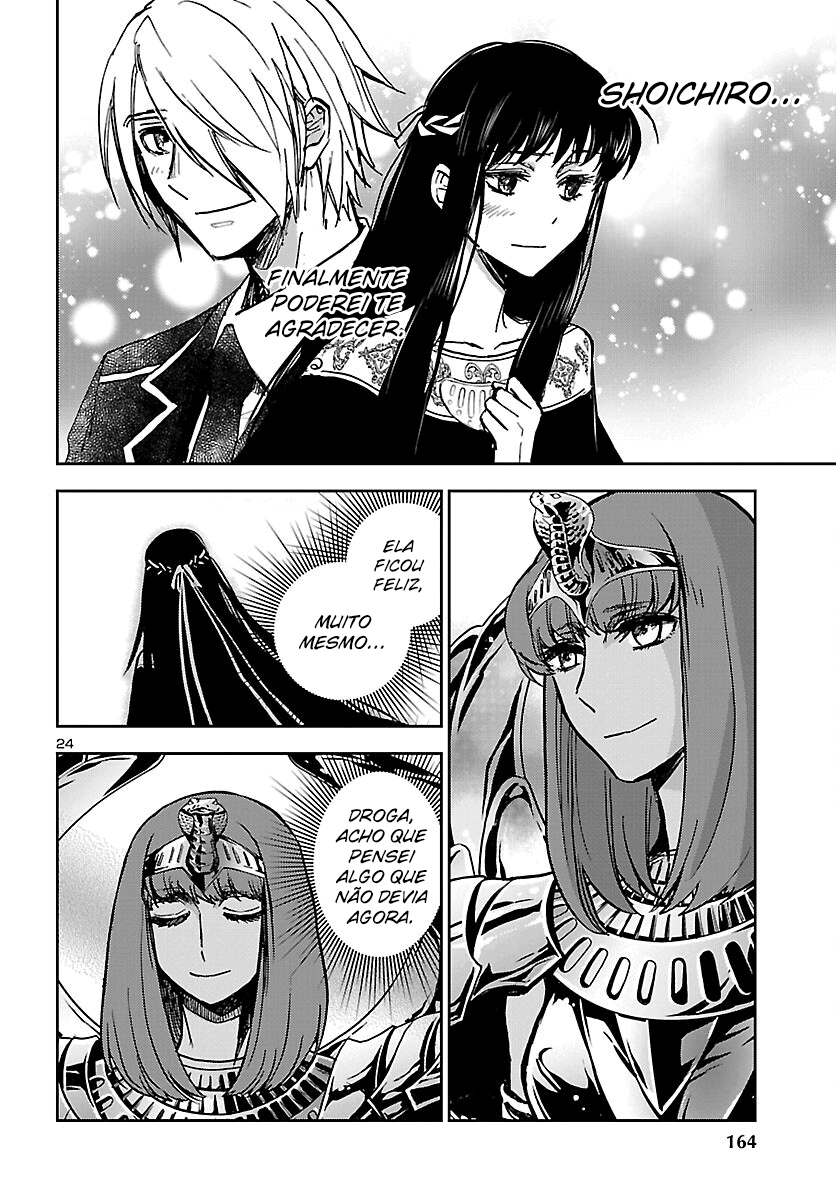 SHOICHIRO...
FINALMENTE
PODEREI TE
AGRADECER.
ELA
FICOU
FELIZ,
MUITO
MESMO...
24
DROGA,
ACHO QUE
PENSEI
ALGO QUE
NÃO DEVIA
AGORA.
164